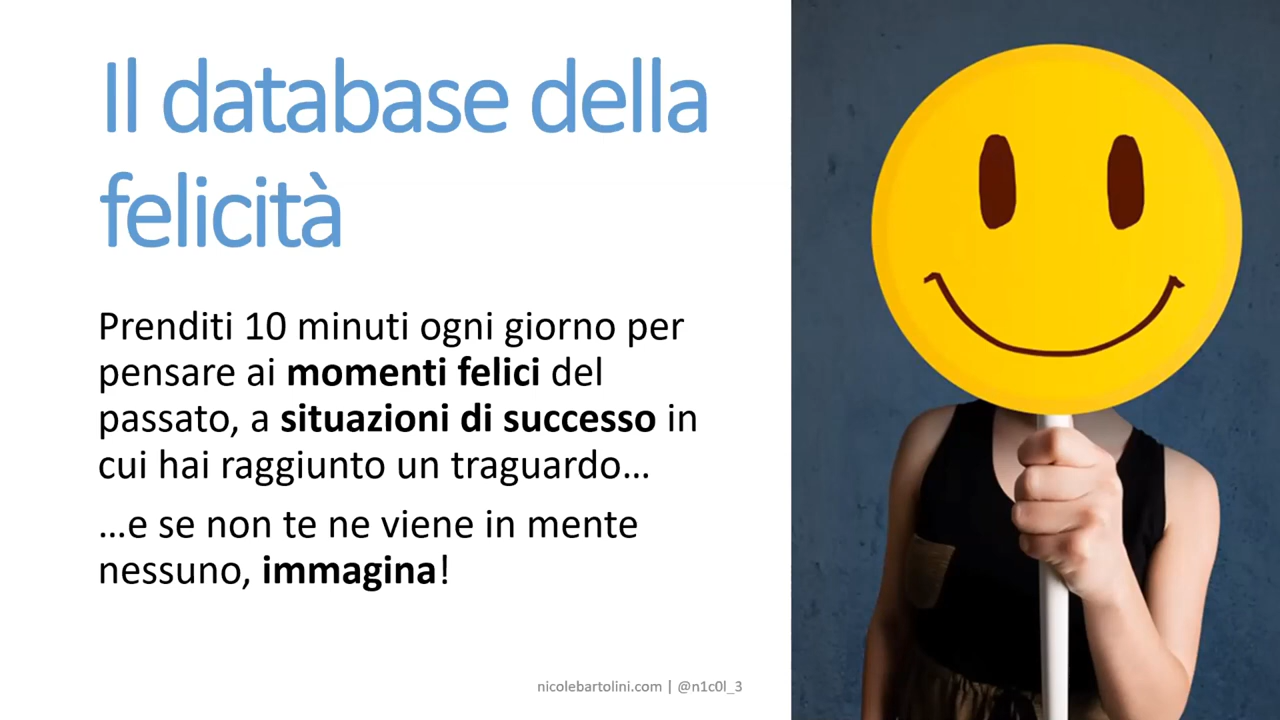 Il database della
felicità
Prenditi 10 minuti ogni giorno per
pensare ai momenti felici del
passato, a situazioni di successo in
cui hai raggiunto un traguardo…
…e se non te ne viene in mente
nessuno, immagina!
nicolebartolini.com | @n1c0l_3